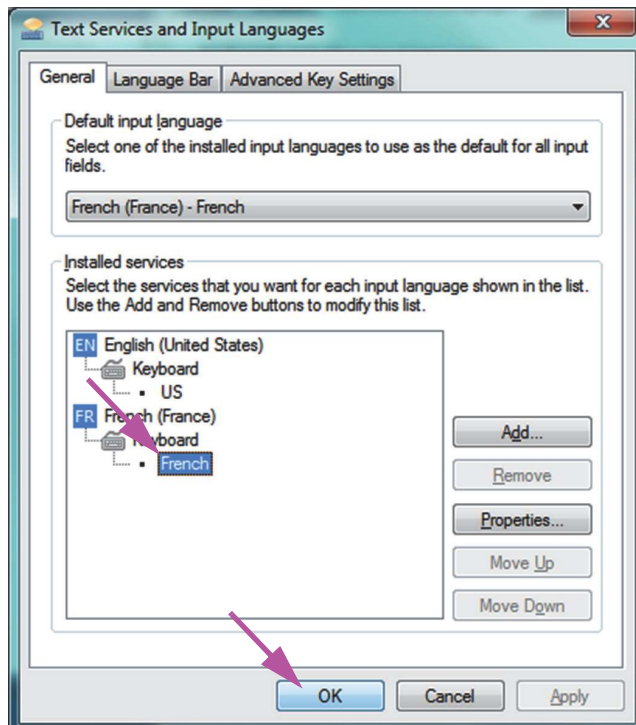 Text Services and Input Languages
General Language Bar Advanced Key Settings
Default input language
Select one of the installed input languages to use as the default for all input
fields.
French (France) - French
Installed services
Select the services that you want for each input language shown in the list.
Use the Add and Remove buttons to modify this list.
EN English (United States)
Keyboard
US
FR French (France)
Keyboard
French
Add...
Remove
Properties...
Move Up
Move Down
OK Cancel Apply